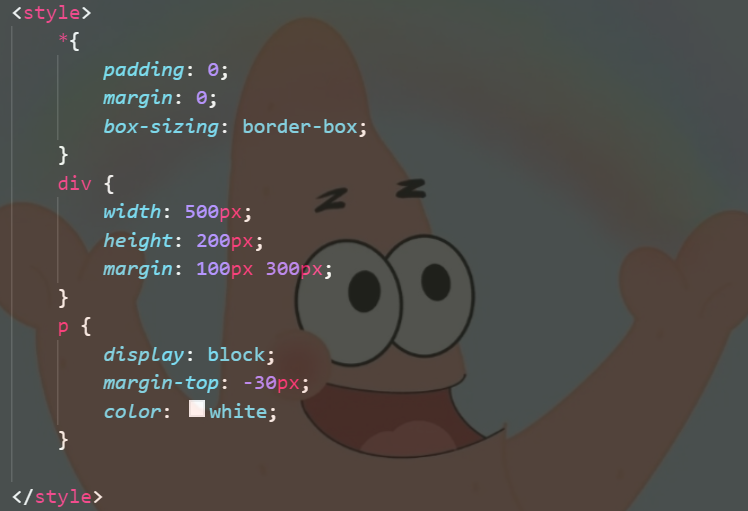 <style>
*{
padding: 0;
margin: 0;
box-sizing: border-box;
}
div {
width: 500px;
height: 200px;
margin: 100px 300px;
}
p {
display: block;
margin-top: -30px;
color: white;
}
</style>